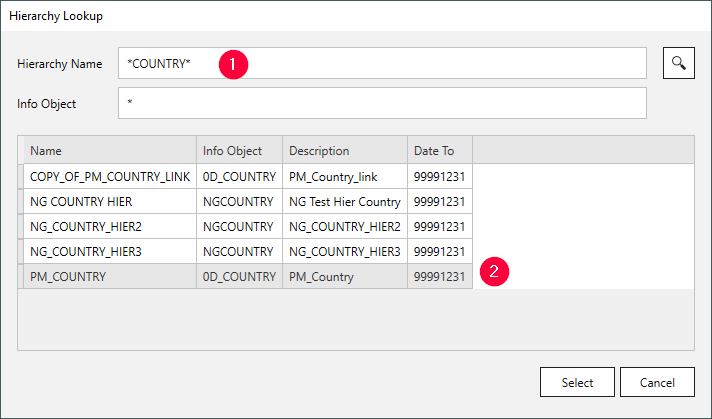 Hierarchy Lookup
Hierarchy Name *COUNTRY* 1
Info Object *
Name Info Object Description Date To
COPY_OF_PM_COUNTRY_LINK 0D_COUNTRY PM_Country_link 99991231
NG COUNTRY HIER NGCOUNTRY NG Test Hier Country 99991231
NG_COUNTRY_HIER2 NGCOUNTRY NG_COUNTRY_HIER2 99991231
NG_COUNTRY_HIER3 NGCOUNTRY NG_COUNTRY_HIER3 99991231
PM_COUNTRY 0D_COUNTRY PM_Country 99991231 2
Select Cancel